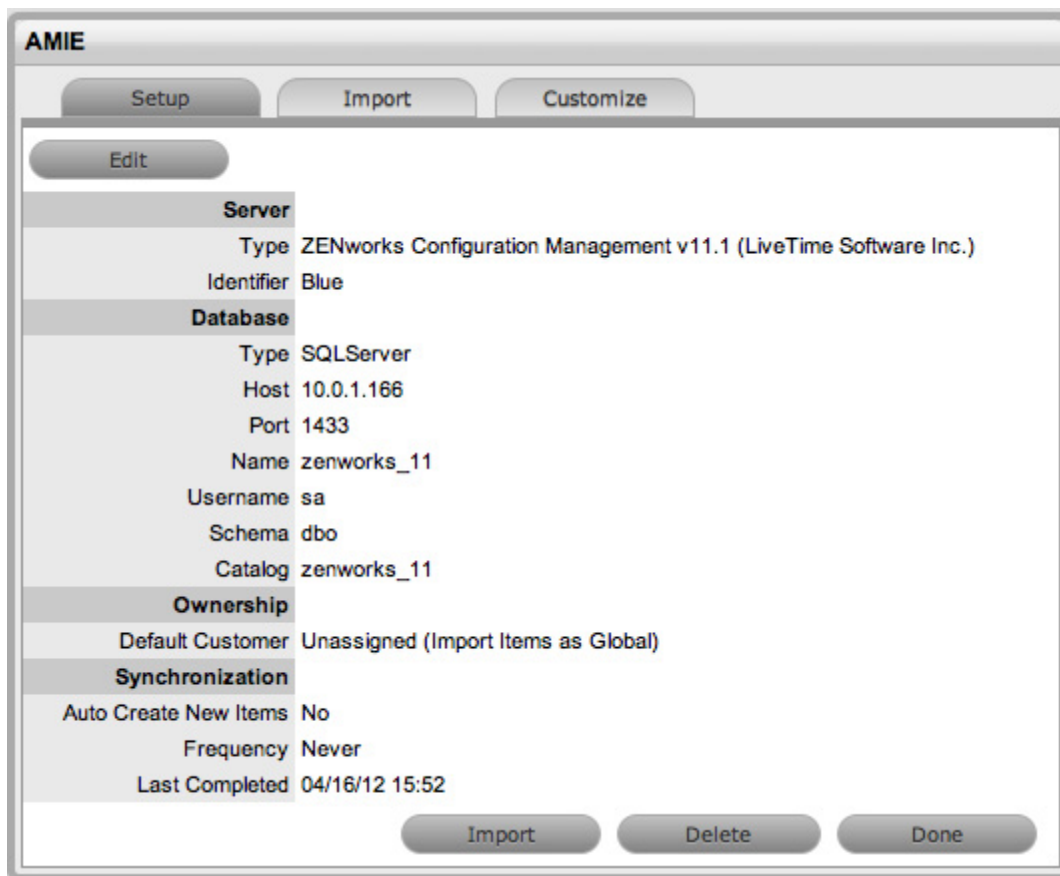 AMIE
Setup Import Customize
Edit
Server
Type ZENworks Configuration Management v11.1 (LiveTime Software Inc.)
Identifier Blue
Database
Type SQLServer
Host 10.0.1.166
Port 1433
Name zenworks_11
Username sa
Schema dbo
Catalog zenworks_11
Ownership
Default Customer Unassigned (Import Items as Global)
Synchronization
Auto Create New Items No
Frequency Never
Last Completed 04/16/12 15:52
Import Delete Done